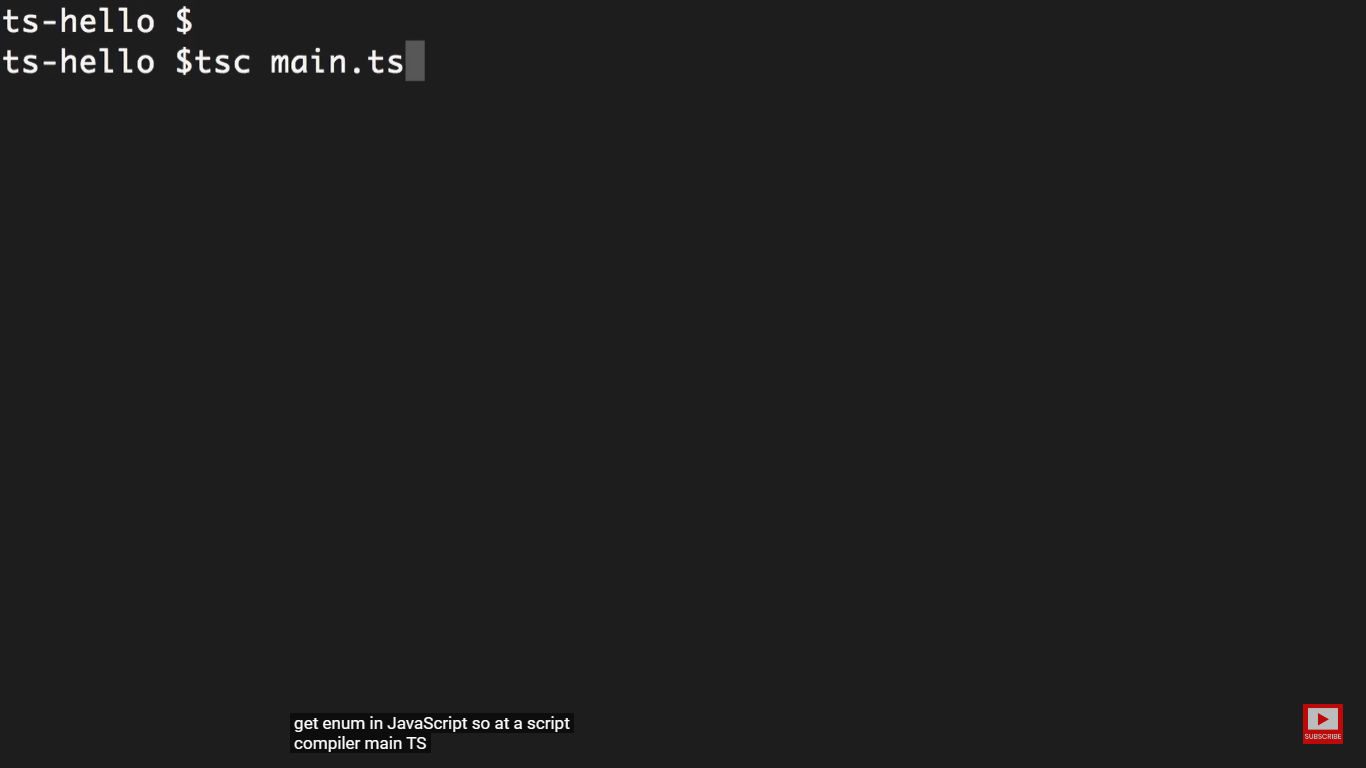 ts-hello $
ts-hello $tsc main.ts
get enum in JavaScript so at a script
compiler main TS
SUBSCRIBE